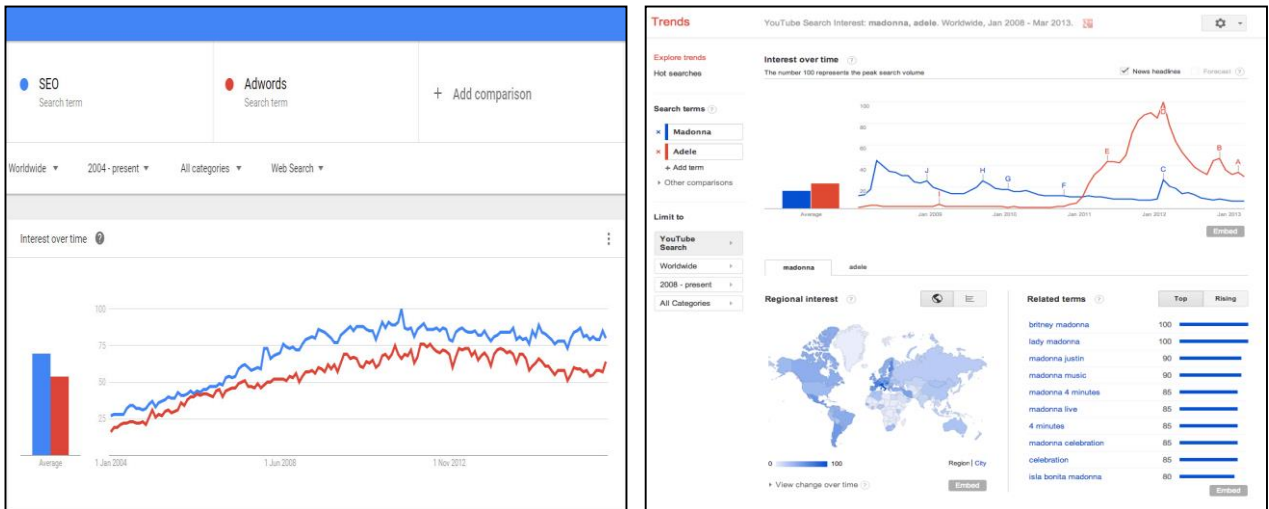 SEO
Search term
Adwords
Search term
+ Add comparison
Worldwide
2004 - present
All categories
Web Search
Interest over time
100
75
50
25
Average
1 Jan 2004
1 Jun 2008
1 Nov 2012
Trends
YouTube Search Interest: madonna, adele. Worldwide, Jan 2008 - Mar 2013.
Explore trends
Hot searches
Search terms ?
× Madonna
× Adele
+ Add term
Other comparisons
Limit to
YouTube
Search
Worldwide
2008 - present
All Categories
Interest over time ?
The number 100 represents the peak search volume
News headlines
Forecast ?
100
80
60
40
20
J
H
G
F
I
E
D
C
B
A
Average
Jan 2009
Jan 2010
Jan 2011
Jan 2012
Jan 2013
Embed
madonna
adele
Regional interest ?
0
100
Region | City
View change over time ?
Embed
Related terms ?
Top
Rising
britney madonna 100
lady madonna 100
madonna justin 90
madonna music 90
madonna 4 minutes 85
madonna live 85
4 minutes 85
madonna celebration 85
celebration 85
isla bonita madonna 80
Embed